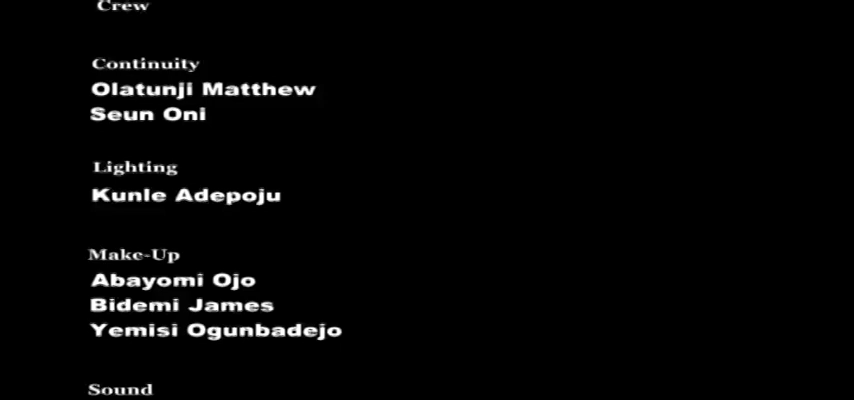 Crew
Continuity
Olatunji Matthew
Seun Oni
Lighting
Kunle Adepoju
Make-Up
Abayomi Ojo
Bidemi James
Yemisi Ogunbadejo
Sound